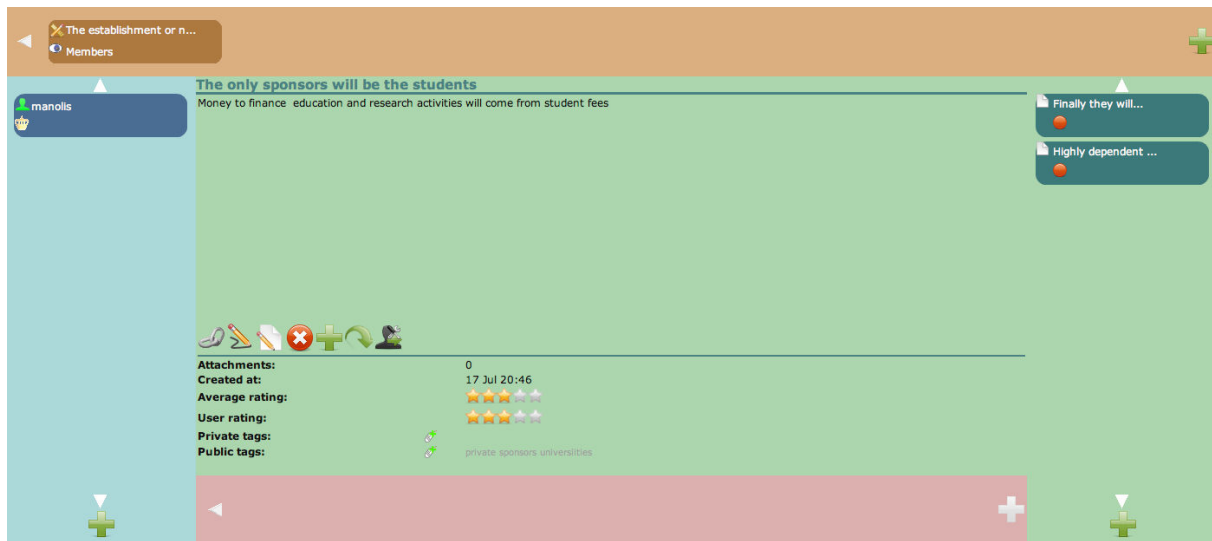 The establishment or n...
Members
manolis
The only sponsors will be the students
Money to finance education and research activities will come from student fees
Finally they will...
Highly dependent ...
Attachments: 0
Created at: 17 Jul 20:46
Average rating:
User rating:
Private tags:
Public tags: private sponsors universlities